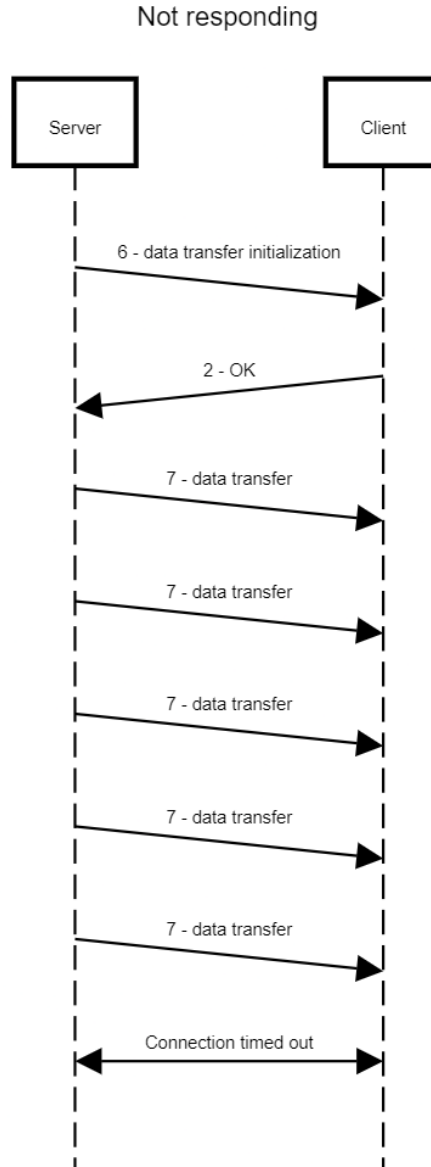 Not responding
Server
Client
6 - data transfer initialization
2 - OK
7 - data transfer
7 - data transfer
7 - data transfer
7 - data transfer
7 - data transfer
Connection timed out